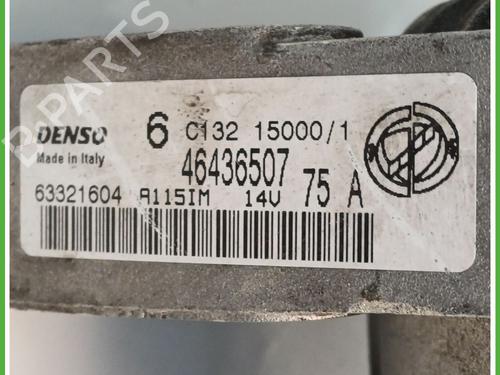 B-PARTS
DENSO 6 C132 15000/1
Made in Italy 46436507
63321604 A115IM 14V 75 A